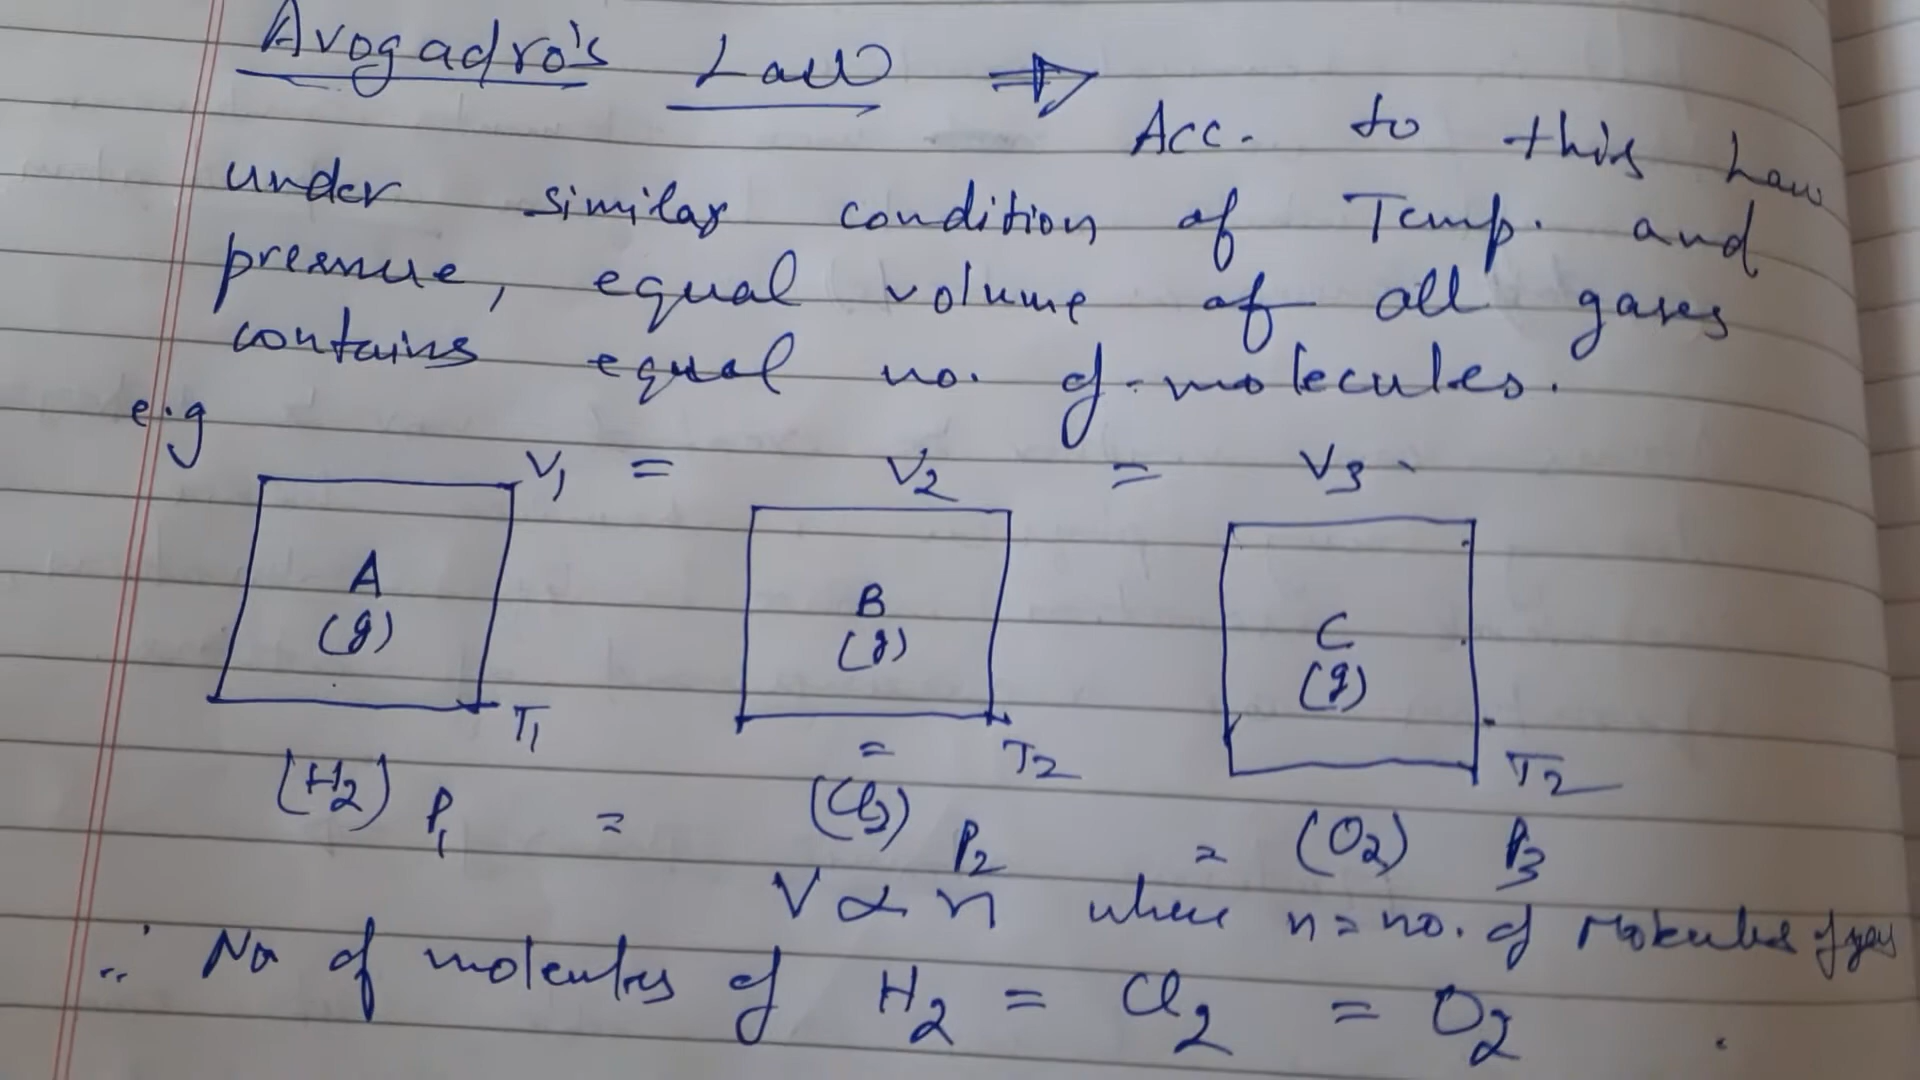 Avogadro's Law ⇒
Acc. to this Law
under similar condition of Temp. and
pressure, equal volume of all gases
contains equal no. of molecules.
e.g
V₁ = V₂ = V₃
A B C
(g) (g) (g)
T₁ = T₂ T₂
(H₂) P₁ = (Cl₂) P₂ = (O₂) P₃
V ∝ n where n = no. of Molecules of gas
∴ No of molecules of H₂ = Cl₂ = O₂